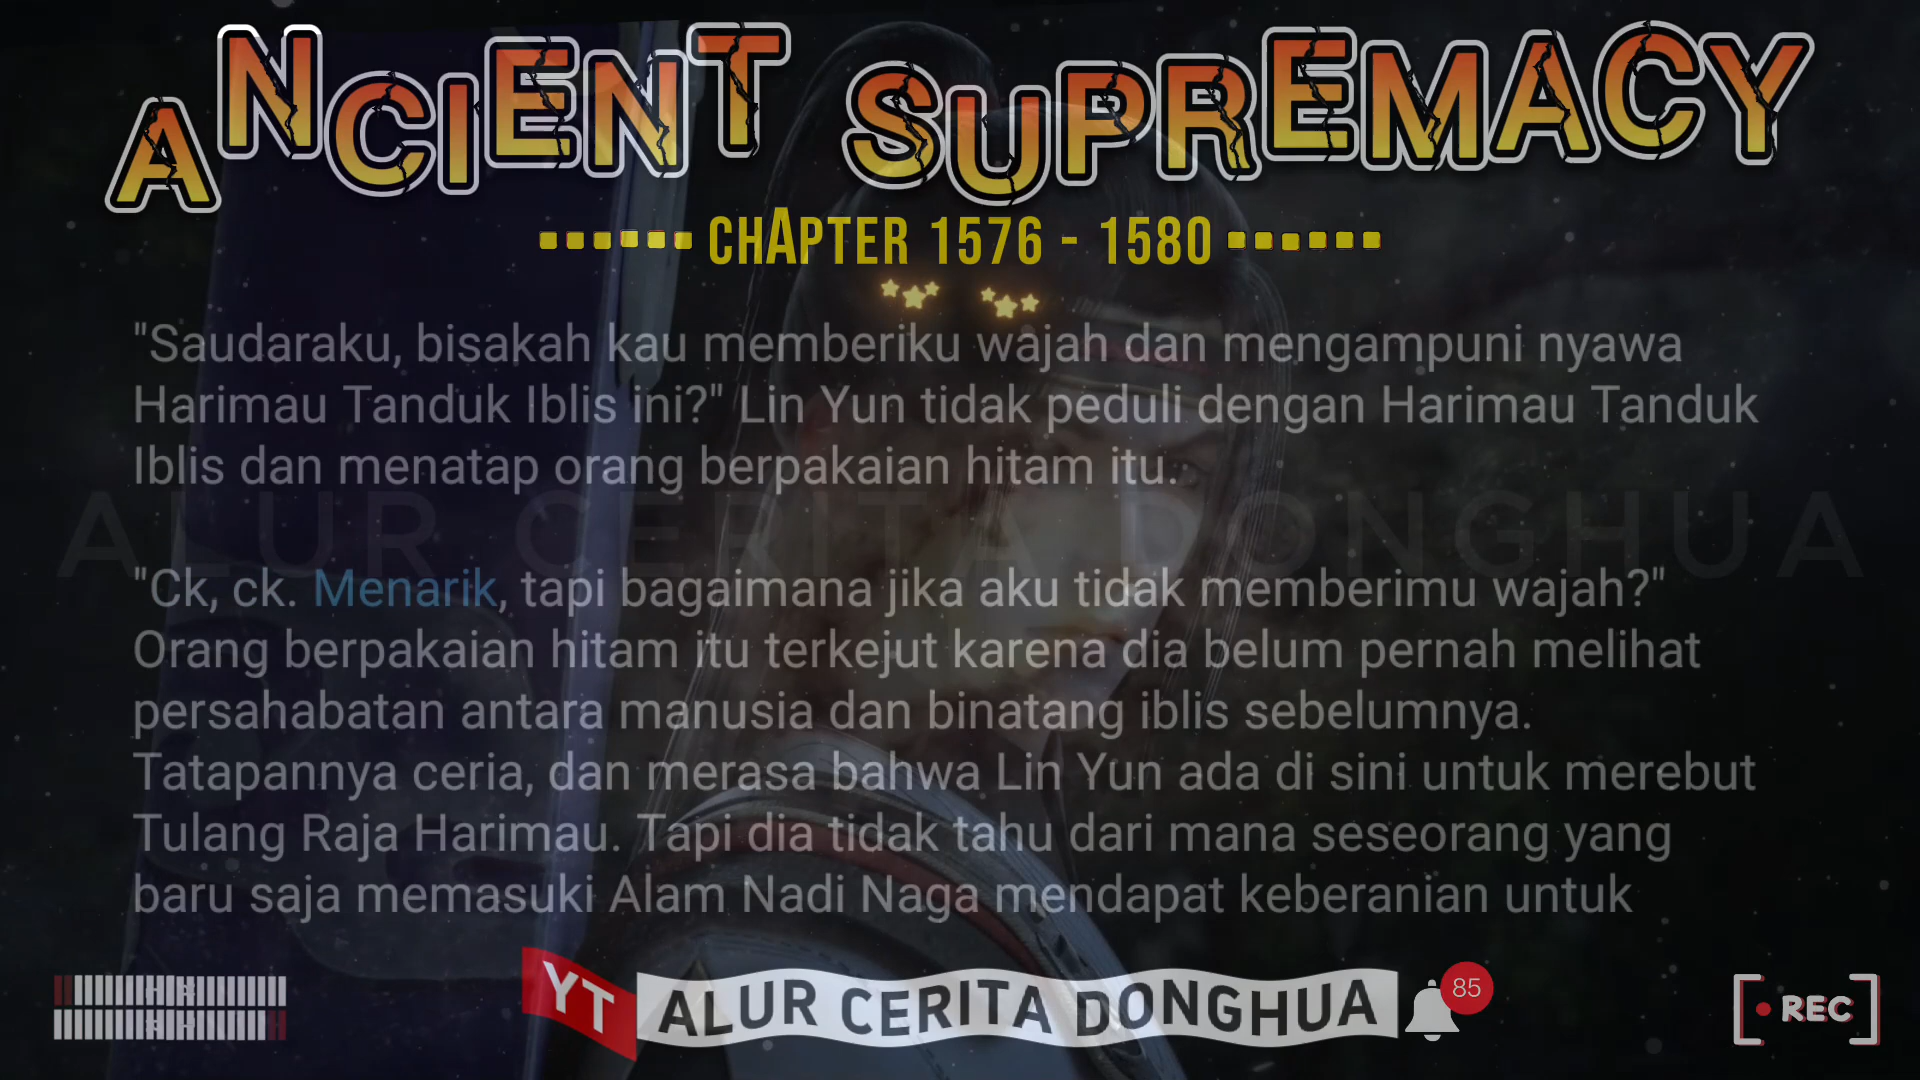 ANCIENT SUPREMACY
CHAPTER 1576 - 1580
"Saudaraku, bisakah kau memberiku wajah dan mengampuni nyawa
Harimau Tanduk Iblis ini?" Lin Yun tidak peduli dengan Harimau Tanduk
Iblis dan menatap orang berpakaian hitam itu.
ALUR CERITA DONGHUA
"Ck, ck. Menarik, tapi bagaimana jika aku tidak memberimu wajah?"
Orang berpakaian hitam itu terkejut karena dia belum pernah melihat
persahabatan antara manusia dan binatang iblis sebelumnya.
Tatapannya ceria, dan merasa bahwa Lin Yun ada di sini untuk merebut
Tulang Raja Harimau. Tapi dia tidak tahu dari mana seseorang yang
baru saja memasuki Alam Nadi Naga mendapat keberanian untuk
YT ALUR CERITA DONGHUA 85
REC